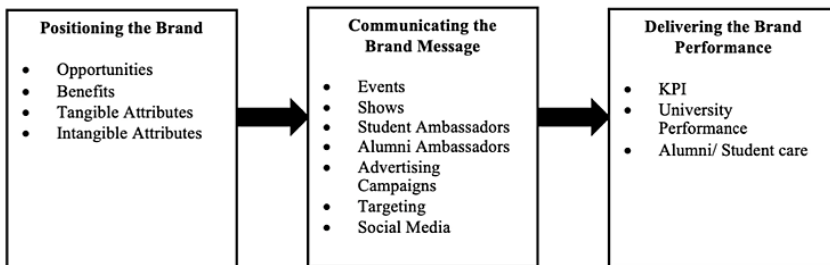 Positioning the Brand
• Opportunities
• Benefits
• Tangible Attributes
• Intangible Attributes
Communicating the
Brand Message
• Events
• Shows
• Student Ambassadors
• Alumni Ambassadors
• Advertising
Campaigns
• Targeting
• Social Media
Delivering the Brand
Performance
• KPI
• University
Performance
• Alumni/ Student care